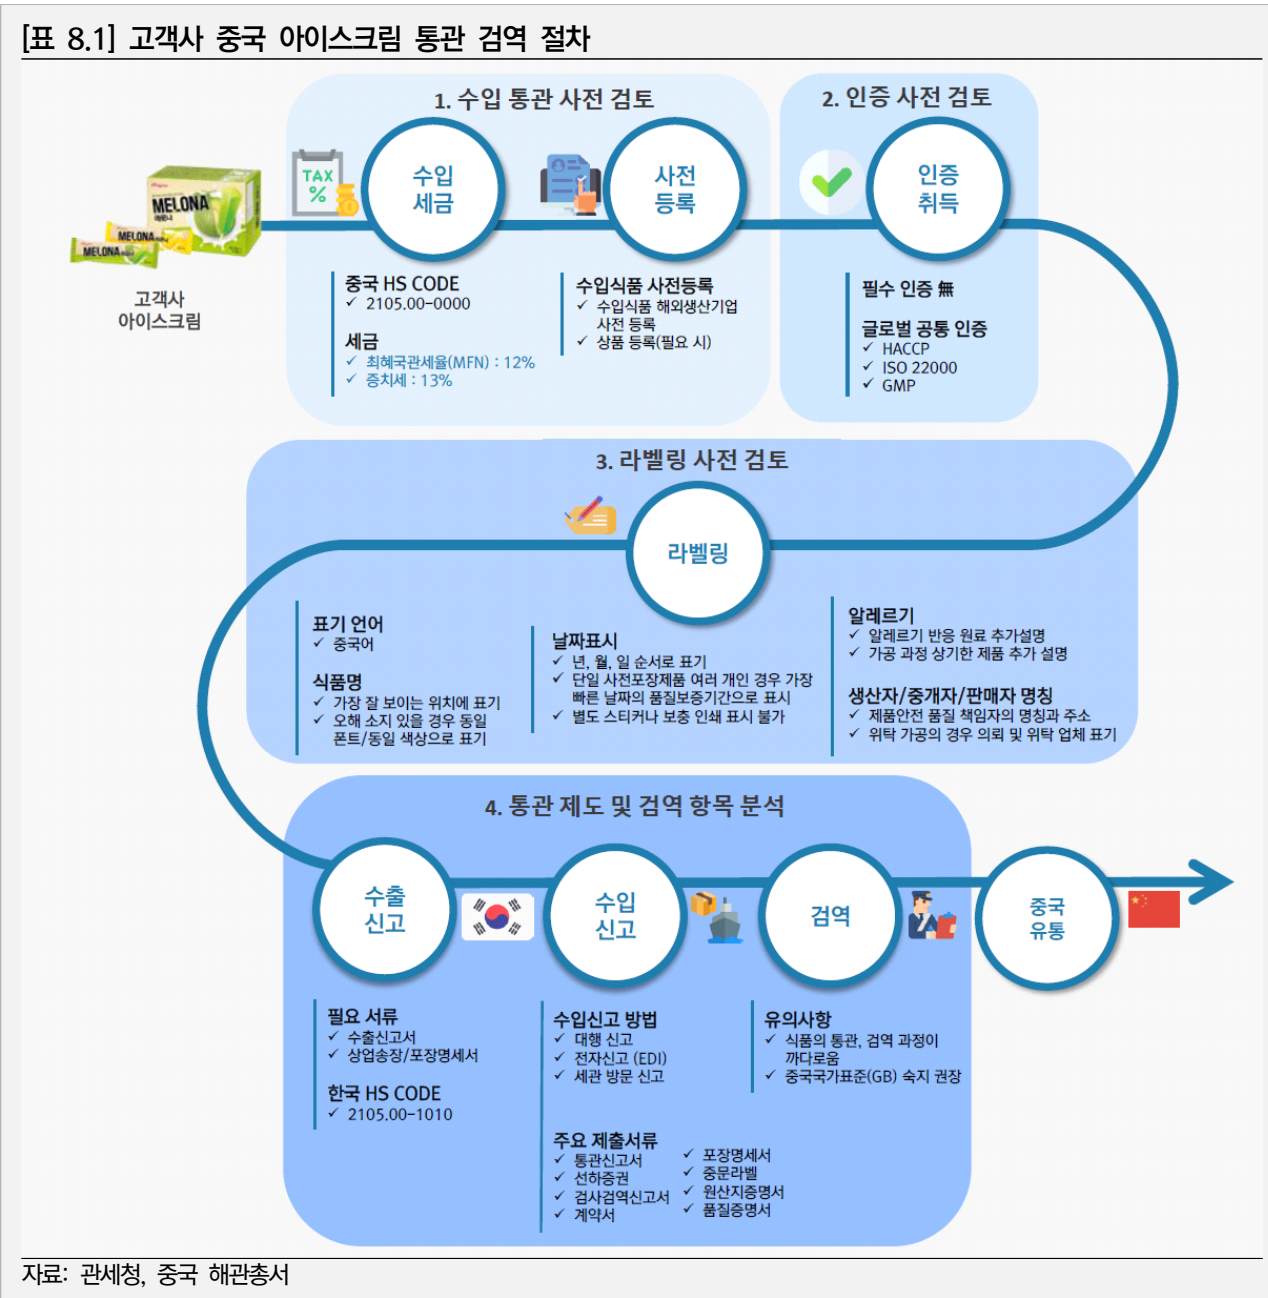 [표 8.1] 고객사 중국 아이스크림 통관 검역 절차
1. 수입 통관 사전 검토
2. 인증 사전 검토
TAX
%
수입
세금
사전
등록
인증
취득
MELONA
메로나
MELONA
MELONA
고객사
아이스크림
중국 HS CODE
✓ 2105.00-0000
세금
✓ 최혜국관세율(MFN) : 12%
✓ 증치세 : 13%
수입식품 사전등록
✓ 수입식품 해외생산기업
사전 등록
✓ 상품 등록(필요 시)
필수 인증 無
글로벌 공통 인증
✓ HACCP
✓ ISO 22000
✓ GMP
3. 라벨링 사전 검토
라벨링
표기 언어
✓ 중국어
식품명
✓ 가장 잘 보이는 위치에 표기
✓ 오해 소지 있을 경우 동일
폰트/동일 색상으로 표기
날짜표시
✓ 년, 월, 일 순서로 표기
✓ 단일 사전포장제품 여러 개인 경우 가장
빠른 날짜의 품질보증기간으로 표시
✓ 별도 스티커나 보충 인쇄 표시 불가
알레르기
✓ 알레르기 반응 원료 추가설명
✓ 가공 과정 상기한 제품 추가 설명
생산자/중개자/판매자 명칭
✓ 제품안전 품질 책임자의 명칭과 주소
✓ 위탁 가공의 경우 의뢰 및 위탁 업체 표기
4. 통관 제도 및 검역 항목 분석
수출
신고
수입
신고
검역
중국
유통
필요 서류
✓ 수출신고서
✓ 상업송장/포장명세서
한국 HS CODE
✓ 2105.00-1010
수입신고 방법
✓ 대행 신고
✓ 전자신고 (EDI)
✓ 세관 방문 신고
주요 제출서류
✓ 통관신고서
✓ 선하증권
✓ 검사검역신고서
✓ 계약서
✓ 포장명세서
✓ 중문라벨
✓ 원산지증명서
✓ 품질증명서
유의사항
✓ 식품의 통관, 검역 과정이
까다로움
✓ 중국국가표준(GB) 숙지 권장
자료: 관세청, 중국 해관총서